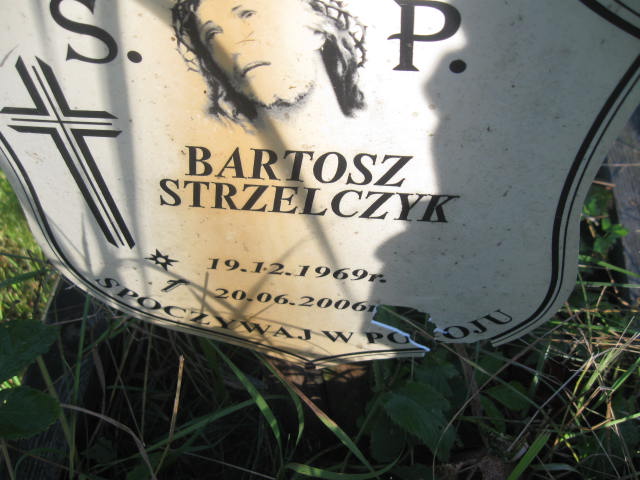 S. P.
BARTOSZ
STRZELCZYK
19.12.1969r.
20.06.2006r
SPOCZYWAJ W POKOJU